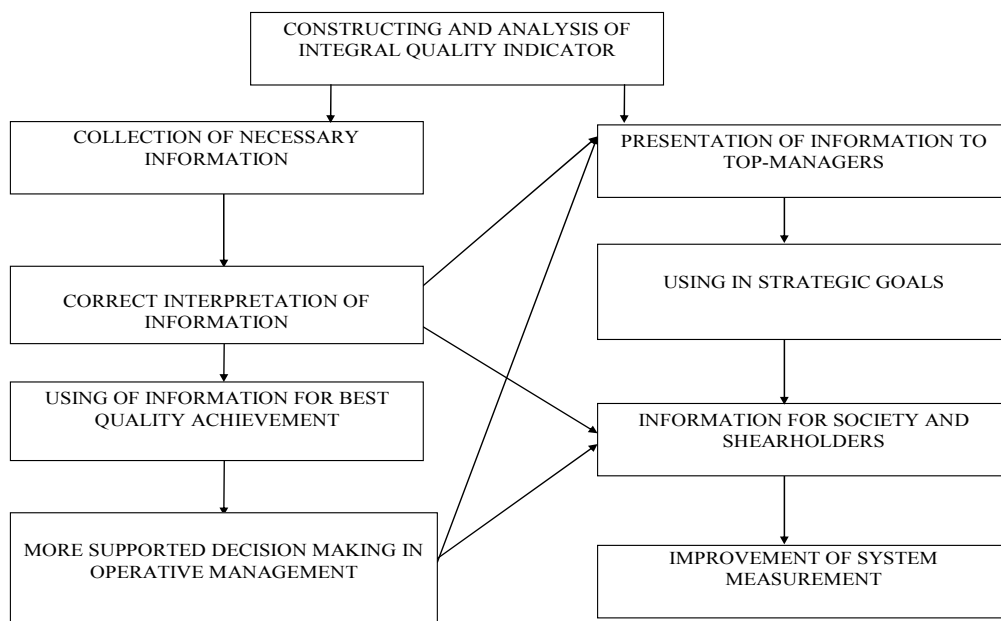 CONSTRUCTING AND ANALYSIS OF
INTEGRAL QUALITY INDICATOR
COLLECTION OF NECESSARY
INFORMATION
PRESENTATION OF INFORMATION TO
TOP-MANAGERS
CORRECT INTERPRETATION OF
INFORMATION
USING IN STRATEGIC GOALS
USING OF INFORMATION FOR BEST
QUALITY ACHIEVEMENT
INFORMATION FOR SOCIETY AND
SHEARHOLDERS
MORE SUPPORTED DECISION MAKING IN
OPERATIVE MANAGEMENT
IMPROVEMENT OF SYSTEM
MEASUREMENT